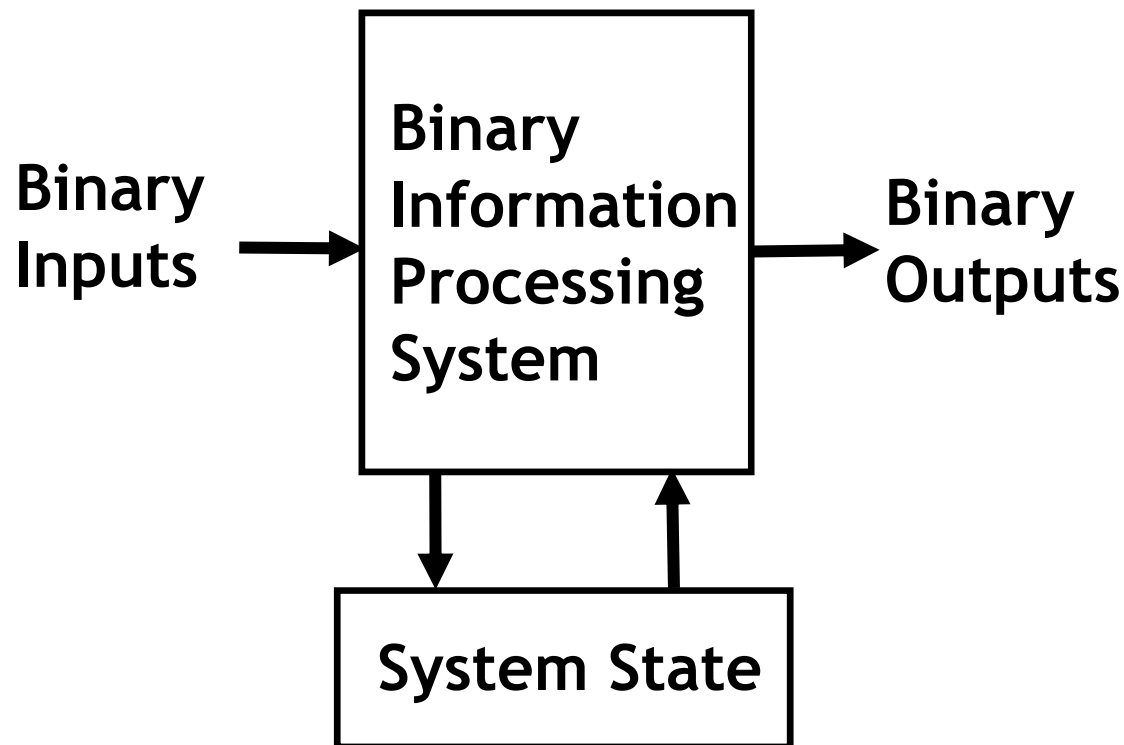 Binary
Inputs
Binary
Information
Processing
System
Binary
Outputs
System State